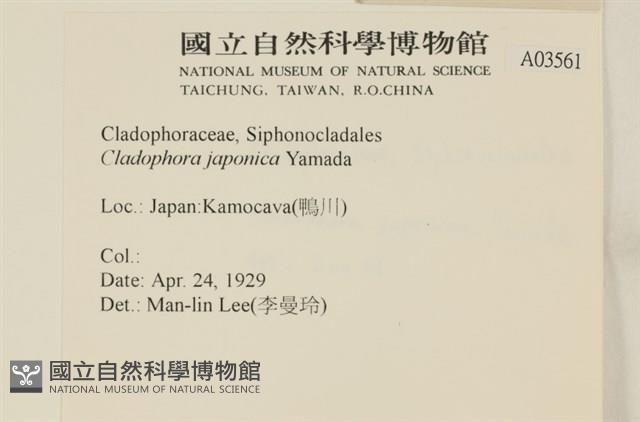 國立自然科學博物館
NATIONAL MUSEUM OF NATURAL SCIENCE
TAICHUNG, TAIWAN, R.O.CHINA
A03561
Cladophoraceae, Siphonocladales
Cladophora japonica Yamada
Loc.: Japan:Kamocava(鴨川)
Col.:
Date: Apr. 24, 1929
Det.: Man-lin Lee(李曼玲)
國立自然科學博物館
NATIONAL MUSEUM OF NATURAL SCIENCE